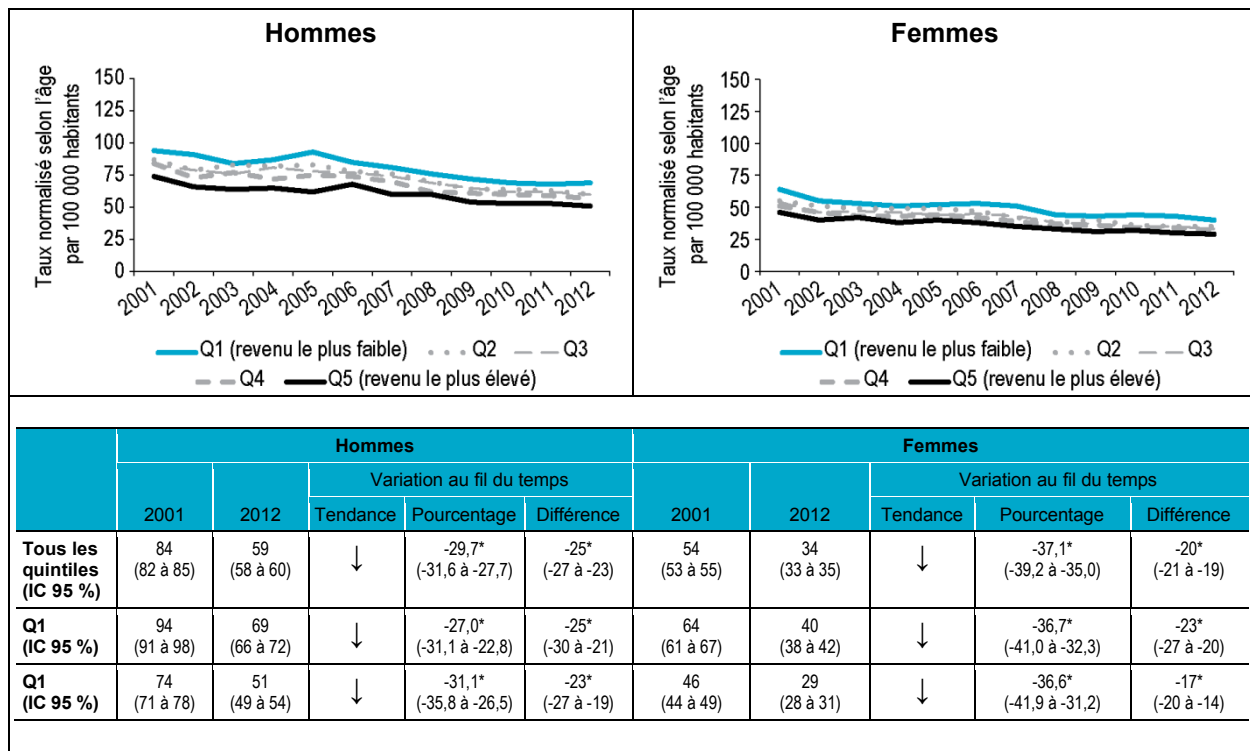 Hommes
Taux normalisé selon l'âge
par 100 000 habitants
150
125
100
75
50
25
0
2001 2002 2003 2004 2005 2006 2007 2008 2009 2010 2011 2012
Q1 (revenu le plus faible) Q2 Q3
Q4 Q5 (revenu le plus élevé)
Femmes
Taux normalisé selon l'âge
par 100 000 habitants
150
125
100
75
50
25
0
2001 2002 2003 2004 2005 2006 2007 2008 2009 2010 2011 2012
Q1 (revenu le plus faible) Q2 Q3
Q4 Q5 (revenu le plus élevé)
Hommes Femmes
Variation au fil du temps Variation au fil du temps
2001 2012 Tendance Pourcentage Différence 2001 2012 Tendance Pourcentage Différence
Tous les quintiles (IC 95 %) 84 59 ↓ -29,7* -25* 54 34 ↓ -37,1* -20*
(82 à 85) (58 à 60) (-31,6 à -27,7) (-27 à -23) (53 à 55) (33 à 35) (-39,2 à -35,0) (-21 à -19)
Q1 94 69 ↓ -27,0* -25* 64 40 ↓ -36,7* -23*
(IC 95 %) (91 à 98) (66 à 72) (-31,1 à -22,8) (-30 à -21) (61 à 67) (38 à 42) (-41,0 à -32,3) (-27 à -20)
Q1 74 51 ↓ -31,1* -23* 46 29 ↓ -36,6* -17*
(IC 95 %) (71 à 78) (49 à 54) (-35,8 à -26,5) (-27 à -19) (44 à 49) (28 à 31) (-41,9 à -31,2) (-20 à -14)